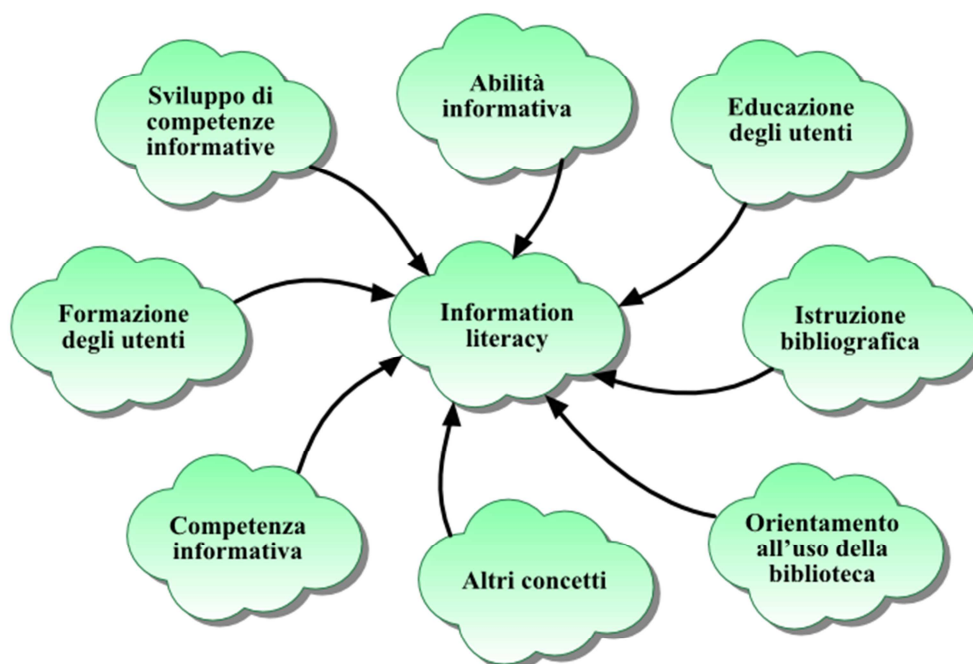 Sviluppo di
competenze
informative
Abilità
informativa
Educazione
degli utenti
Formazione
degli utenti
Information
literacy
Istruzione
bibliografica
Competenza
informativa
Altri concetti
Orientamento
all’uso della
biblioteca